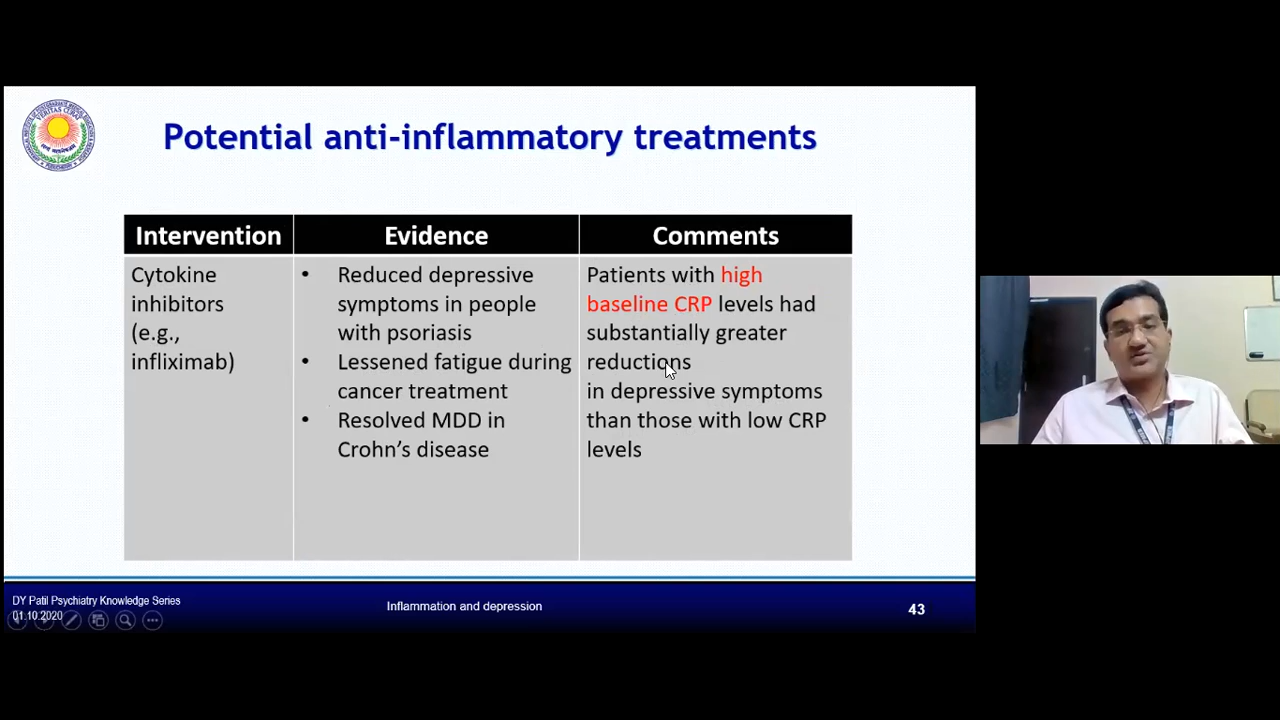 VERITAS CURAT
Potential anti-inflammatory treatments
Intervention
Evidence
Comments
Cytokine
inhibitors
(e.g.,
infliximab)
• Reduced depressive
symptoms in people
with psoriasis
• Lessened fatigue during
cancer treatment
• Resolved MDD in
Crohn’s disease
Patients with high
baseline CRP levels had
substantially greater
reductions
in depressive symptoms
than those with low CRP
levels
DY Patil Psychiatry Knowledge Series
01.10.2020
Inflammation and depression
43